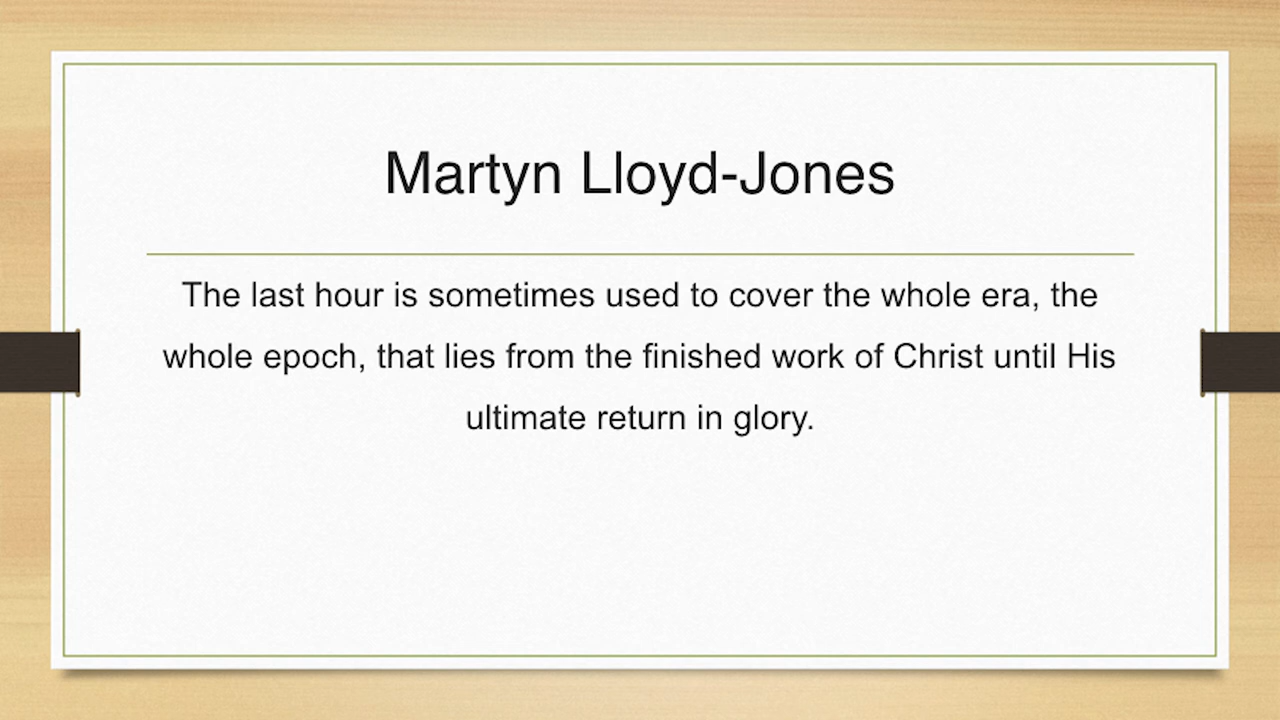 Martyn Lloyd-Jones
The last hour is sometimes used to cover the whole era, the
whole epoch, that lies from the finished work of Christ until His
ultimate return in glory.